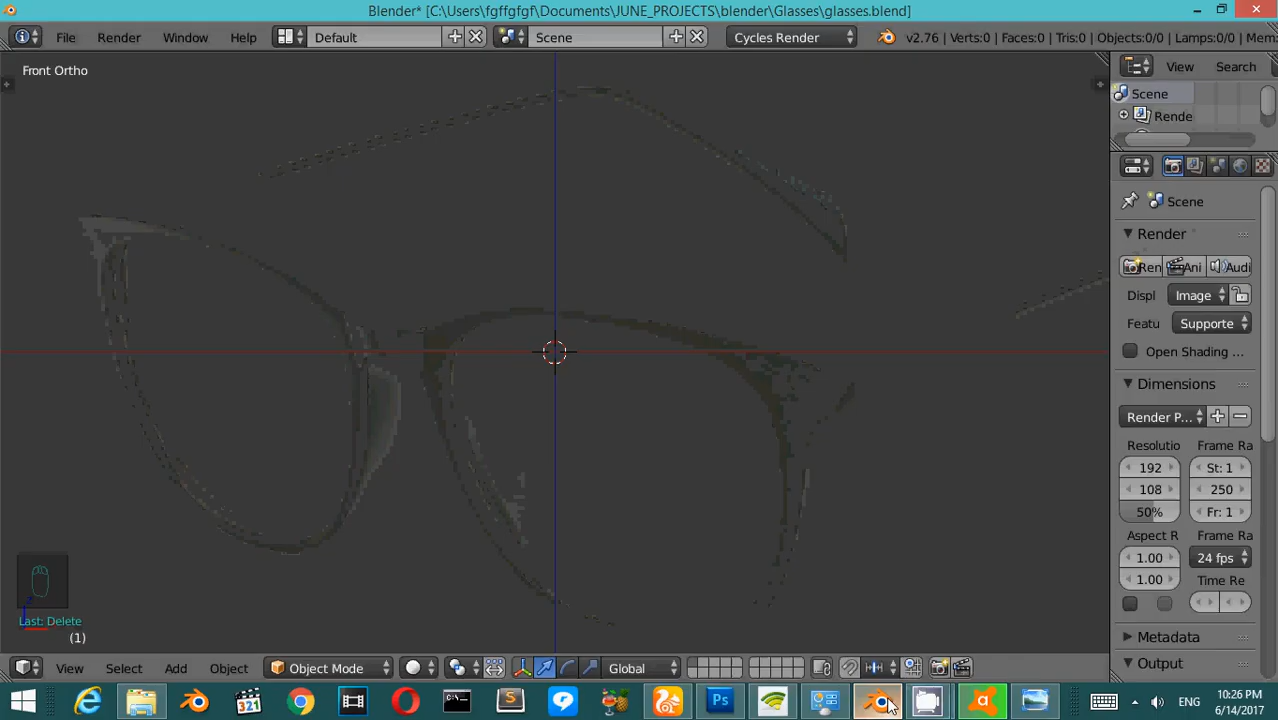 Blender* [C:\Users\fgffgfgf\Documents\JUNE_PROJECTS\blender\Glasses\glasses.blend]
File Render Window Help Default Scene Cycles Render v2.76 | Verts:0 | Faces:0 | Tris:0 | Objects:0/0 | Lamps:0/0 | Mem:
Front Ortho
View Search
Scene
Rende
Scene
Render
Ren Ani Audi
Displ Image
Featu Supporte
Open Shading ...
Dimensions
Render P...
Resolutio Frame Ra
192 St: 1
108 250
50% Fr: 1
Aspect R Frame Ra
1.00 24 fps
1.00 Time Re
Metadata
Output
Last: Delete
(1)
View Select Add Object Object Mode Global
321 Ps S a
ENG
10:26 PM
6/14/2017